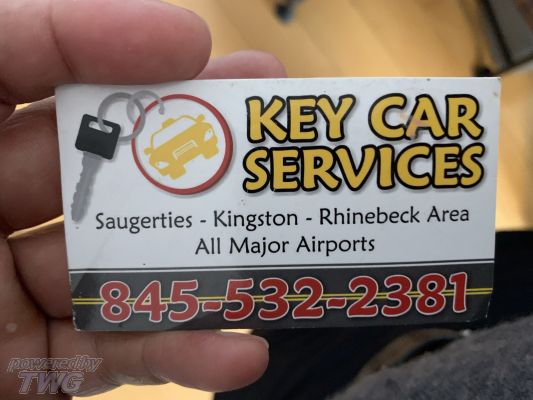 KEY CAR
SERVICES
Saugerties - Kingston - Rhinebeck Area
All Major Airports
845-532-2381
powered by
TWG